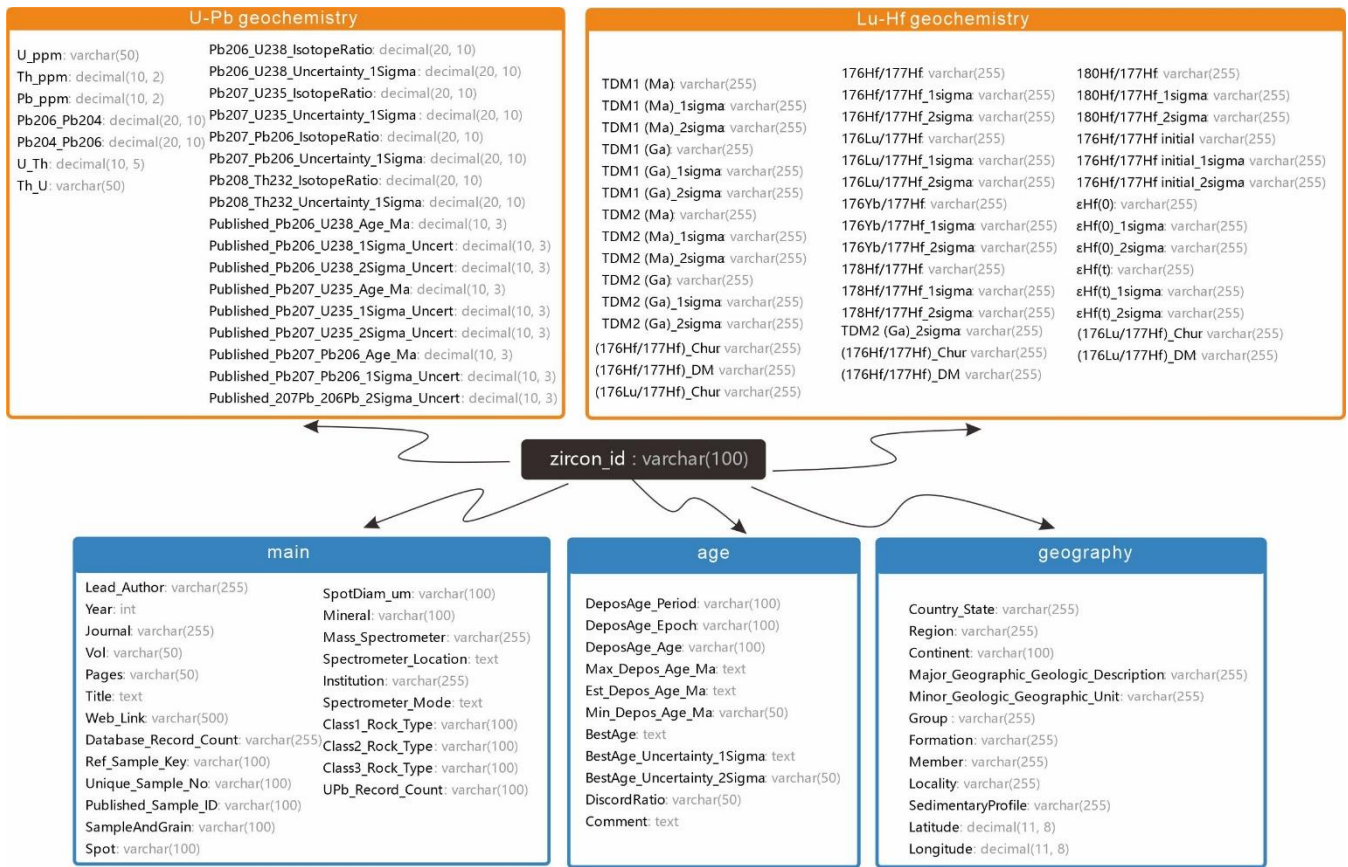 U-Pb geochemistry
U_ppm: varchar(50)
Th_ppm: decimal(10, 2)
Pb_ppm: decimal(10, 2)
Pb206_Pb204: decimal(20, 10)
Pb204_Pb206: decimal(20, 10)
U_Th: decimal(10, 5)
Th_U: varchar(50)
Pb206_U238_IsotopeRatio: decimal(20, 10)
Pb206_U238_Uncertainty_1Sigma: decimal(20, 10)
Pb207_U235_IsotopeRatio: decimal(20, 10)
Pb207_U235_Uncertainty_1Sigma : decimal(20, 10)
Pb207_Pb206_IsotopeRatio: decimal(20, 10)
Pb207_Pb206_Uncertainty_1Sigma: decimal(20, 10)
Pb208_Th232_IsotopeRatio: decimal(20, 10)
Pb208_Th232_Uncertainty_1Sigma: decimal(20, 10)
Published_Pb206_U238_Age_Ma: decimal(10, 3)
Published_Pb206_U238_1Sigma_Uncert: decimal(10, 3)
Published_Pb206_U238_2Sigma_Uncert: decimal(10, 3)
Published_Pb207_U235_Age_Ma: decimal(10, 3)
Published_Pb207_U235_1Sigma_Uncert: decimal(10, 3)
Published_Pb207_U235_2Sigma_Uncert: decimal(10, 3)
Published_Pb207_Pb206_Age_Ma: decimal(10, 3)
Published_Pb207_Pb206_1Sigma_Uncert: decimal(10, 3)
Published_207Pb_206Pb_2Sigma_Uncert: decimal(10, 3)
Lu-Hf geochemistry
TDM1 (Ma): varchar(255)
TDM1 (Ma)_1sigma: varchar(255)
TDM1 (Ma)_2sigma: varchar(255)
TDM1 (Ga): varchar(255)
TDM1 (Ga)_1sigma: varchar(255)
TDM1 (Ga)_2sigma: varchar(255)
TDM2 (Ma): varchar(255)
TDM2 (Ma)_1sigma: varchar(255)
TDM2 (Ma)_2sigma: varchar(255)
TDM2 (Ga): varchar(255)
TDM2 (Ga)_1sigma: varchar(255)
TDM2 (Ga)_2sigma: varchar(255)
(176Hf/177Hf)_Chur varchar(255)
(176Hf/177Hf)_DM varchar(255)
(176Lu/177Hf)_Chur varchar(255)
176Hf/177Hf: varchar(255)
176Hf/177Hf_1sigma: varchar(255)
176Hf/177Hf_2sigma: varchar(255)
176Lu/177Hf: varchar(255)
176Lu/177Hf_1sigma: varchar(255)
176Lu/177Hf_2sigma: varchar(255)
176Yb/177Hf: varchar(255)
176Yb/177Hf_1sigma: varchar(255)
176Yb/177Hf_2sigma: varchar(255)
178Hf/177Hf: varchar(255)
178Hf/177Hf_1sigma: varchar(255)
178Hf/177Hf_2sigma: varchar(255)
TDM2 (Ga)_2sigma: varchar(255)
(176Hf/177Hf)_Chur varchar(255)
(176Hf/177Hf)_DM varchar(255)
180Hf/177Hf: varchar(255)
180Hf/177Hf_1sigma: varchar(255)
180Hf/177Hf_2sigma: varchar(255)
176Hf/177Hf initial: varchar(255)
176Hf/177Hf initial_1sigma: varchar(255)
176Hf/177Hf initial_2sigma: varchar(255)
εHf(0): varchar(255)
εHf(0)_1sigma: varchar(255)
εHf(0)_2sigma: varchar(255)
εHf(t): varchar(255)
εHf(t)_1sigma: varchar(255)
εHf(t)_2sigma: varchar(255)
(176Lu/177Hf)_Chur: varchar(255)
(176Lu/177Hf)_DM: varchar(255)
zircon_id : varchar(100)
main
Lead_Author: varchar(255)
Year: int
Journal: varchar(255)
Vol: varchar(50)
Pages: varchar(50)
Title: text
Web_Link: varchar(500)
Database_Record_Count: varchar(255)
Ref_Sample_Key: varchar(100)
Unique_Sample_No: varchar(100)
Published_Sample_ID: varchar(100)
SampleAndGrain: varchar(100)
Spot: varchar(100)
SpotDiam_um: varchar(100)
Mineral: varchar(100)
Mass_Spectrometer: varchar(255)
Spectrometer_Location: text
Institution: varchar(255)
Spectrometer_Mode: text
Class1_Rock_Type: varchar(100)
Class2_Rock_Type: varchar(100)
Class3_Rock_Type: varchar(100)
UPb_Record_Count: varchar(100)
age
DeposAge_Period: varchar(100)
DeposAge_Epoch: varchar(100)
DeposAge_Age: varchar(100)
Max_Depos_Age_Ma: text
Est_Depos_Age_Ma: text
Min_Depos_Age_Ma: varchar(50)
BestAge: text
BestAge_Uncertainty_1Sigma: text
BestAge_Uncertainty_2Sigma: varchar(50)
DiscordRatio: varchar(50)
Comment: text
geography
Country_State: varchar(255)
Region: varchar(255)
Continent: varchar(100)
Major_Geographic_Geologic_Description: varchar(255)
Minor_Geologic_Geographic_Unit: varchar(255)
Group : varchar(255)
Formation: varchar(255)
Member: varchar(255)
Locality: varchar(255)
SedimentaryProfile: varchar(255)
Latitude: decimal(11, 8)
Longitude: decimal(11, 8)